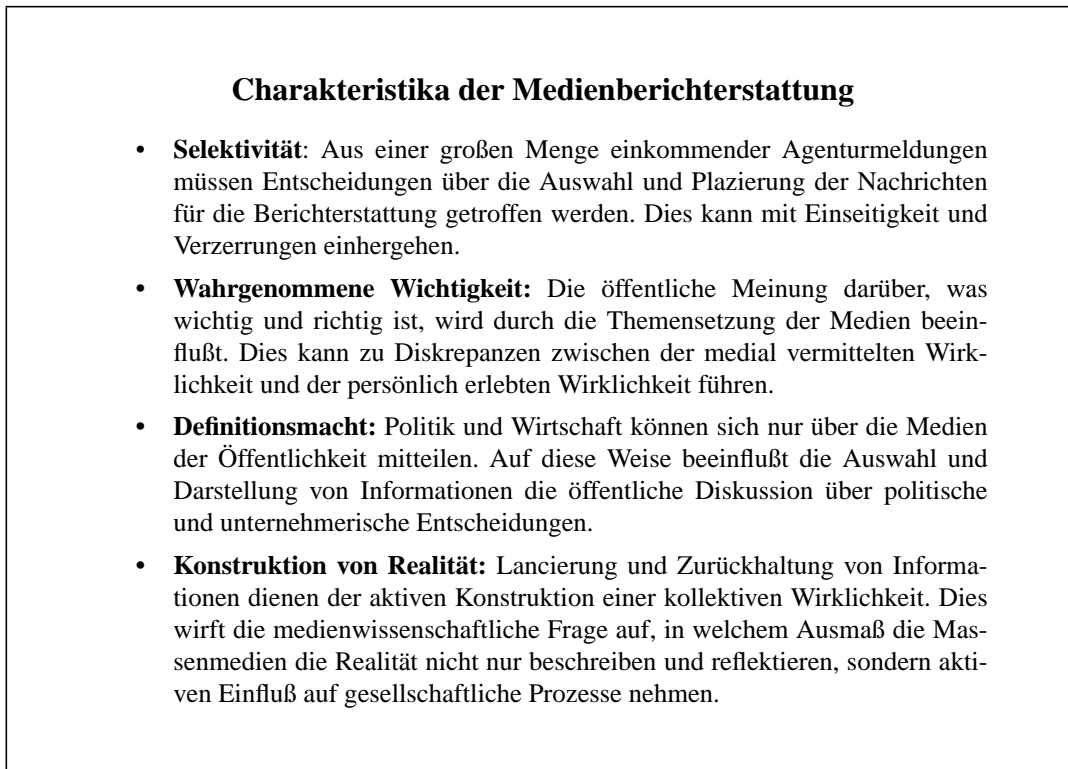 Charakteristika der Medienberichterstattung
• Selektivität: Aus einer großen Menge einkommender Agenturmeldungen
müssen Entscheidungen über die Auswahl und Plazierung der Nachrichten
für die Berichterstattung getroffen werden. Dies kann mit Einseitigkeit und
Verzerrungen einhergehen.
• Wahrgenommene Wichtigkeit: Die öffentliche Meinung darüber, was
wichtig und richtig ist, wird durch die Themensetzung der Medien beein-
flußt. Dies kann zu Diskrepanzen zwischen der medial vermittelten Wirk-
lichkeit und der persönlich erlebten Wirklichkeit führen.
• Definitionsmacht: Politik und Wirtschaft können sich nur über die Medien
der Öffentlichkeit mitteilen. Auf diese Weise beeinflußt die Auswahl und
Darstellung von Informationen die öffentliche Diskussion über politische
und unternehmerische Entscheidungen.
• Konstruktion von Realität: Lancierung und Zurückhaltung von Informa-
tionen dienen der aktiven Konstruktion einer kollektiven Wirklichkeit. Dies
wirft die medienwissenschaftliche Frage auf, in welchem Ausmaß die Mas-
senmedien die Realität nicht nur beschreiben und reflektieren, sondern akti-
ven Einfluß auf gesellschaftliche Prozesse nehmen.